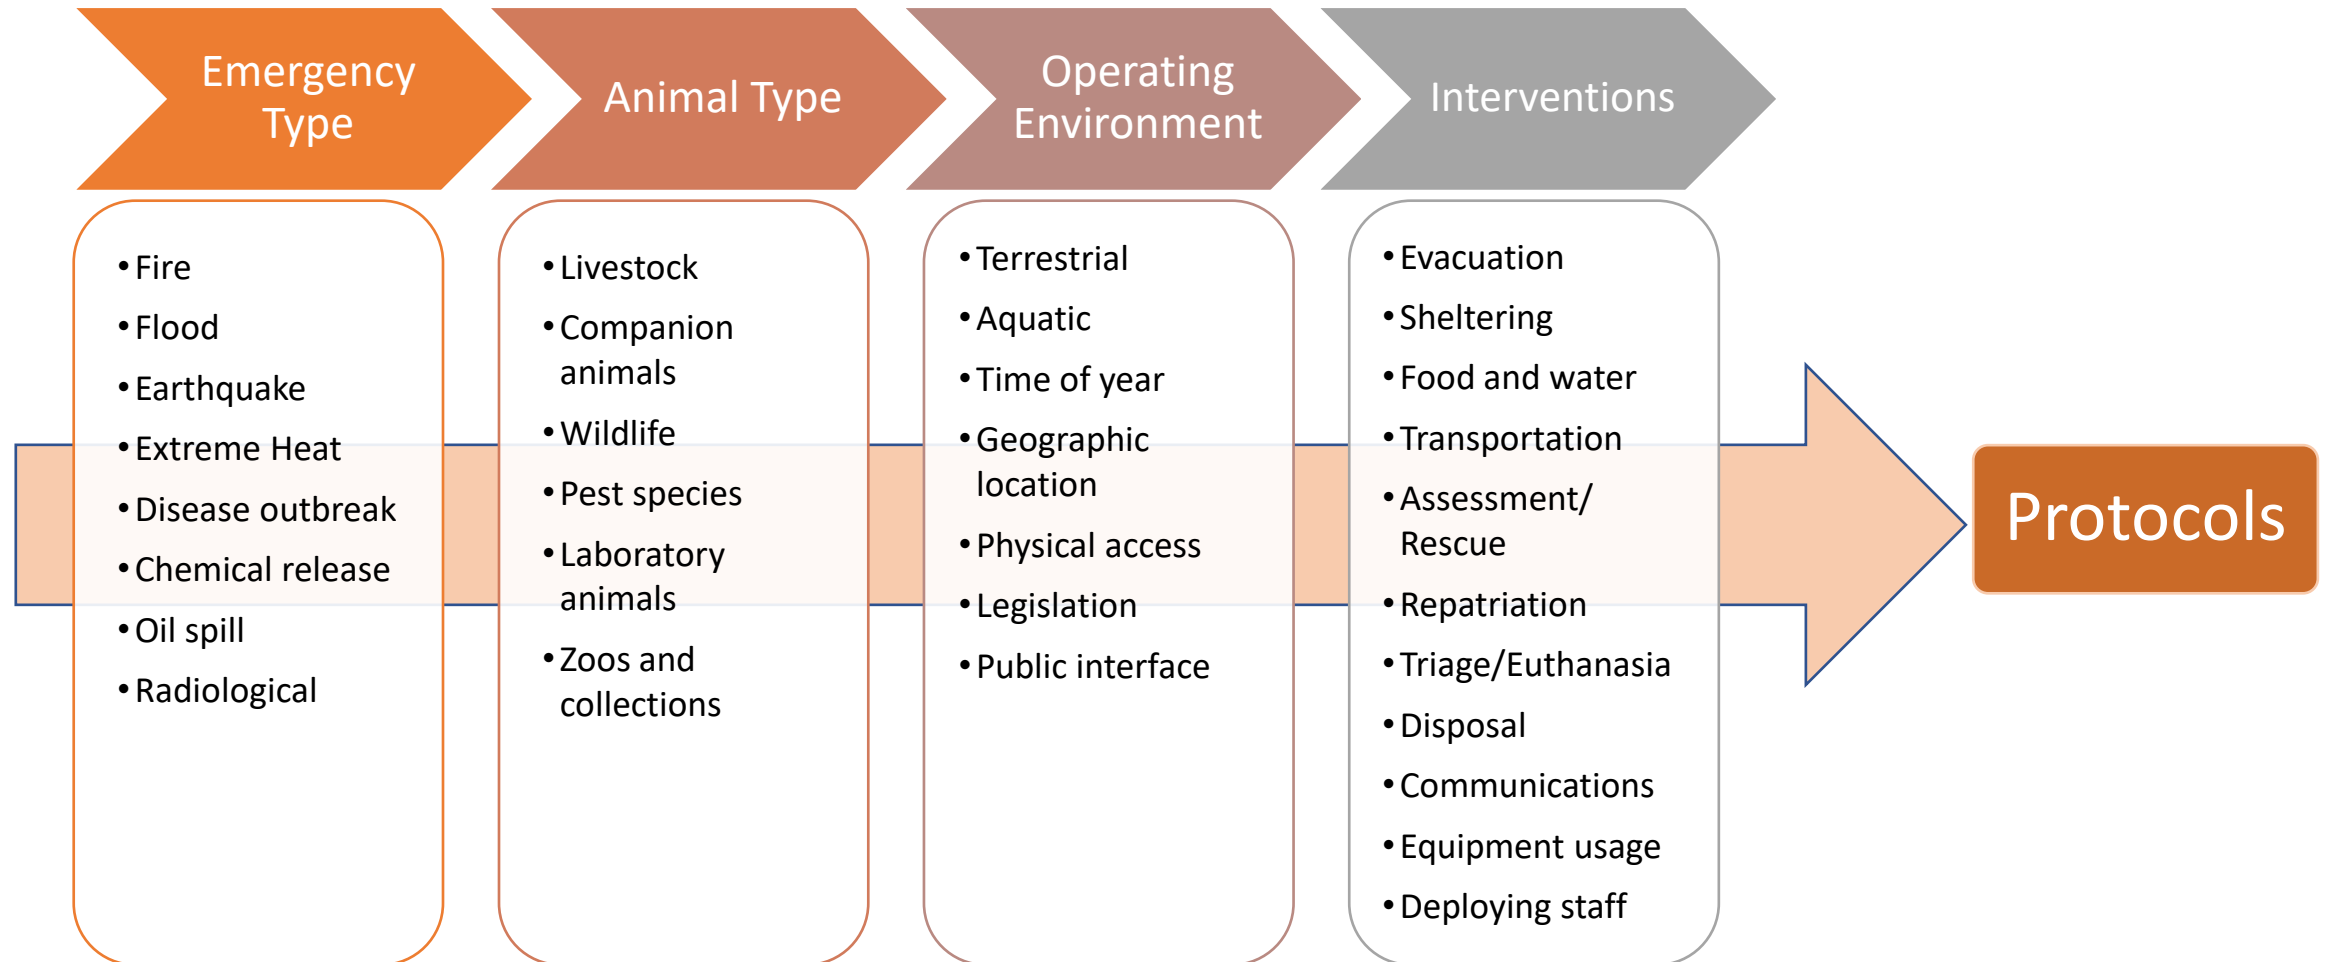 Emergency
Type
Animal Type
Operating
Environment
Interventions
•Fire
•Flood
•Earthquake
•Extreme Heat
•Disease outbreak
•Chemical release
•Oil spill
•Radiological
•Livestock
•Companion
animals
•Wildlife
•Pest species
•Laboratory
animals
•Zoos and
collections
•Terrestrial
•Aquatic
•Time of year
•Geographic
location
•Physical access
•Legislation
•Public interface
•Evacuation
•Sheltering
•Food and water
•Transportation
•Assessment/
Rescue
•Repatriation
•Triage/Euthanasia
•Disposal
•Communications
•Equipment usage
•Deploying staff
Protocols